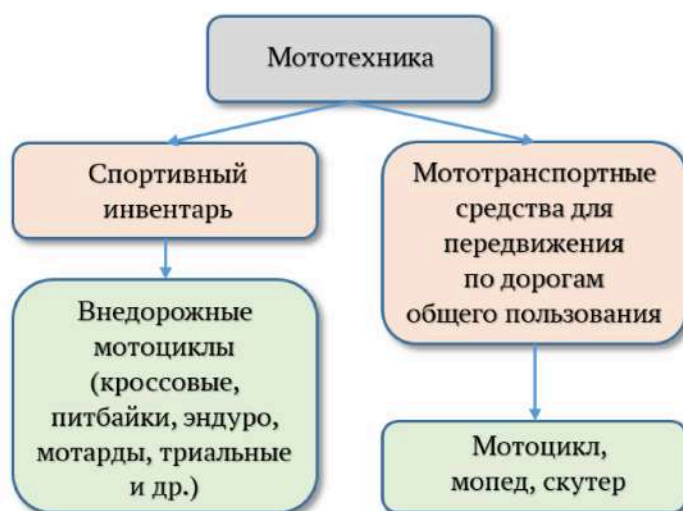 Мототехника
Спортивный
инвентарь
Мототранспортные
средства для
передвижения
по дорогам
общего пользования
Внедорожные
мотоциклы
(кроссовые,
питбайки, эндуро,
мотарды, триальные
и др.)
Мотоцикл,
мопед, скутер